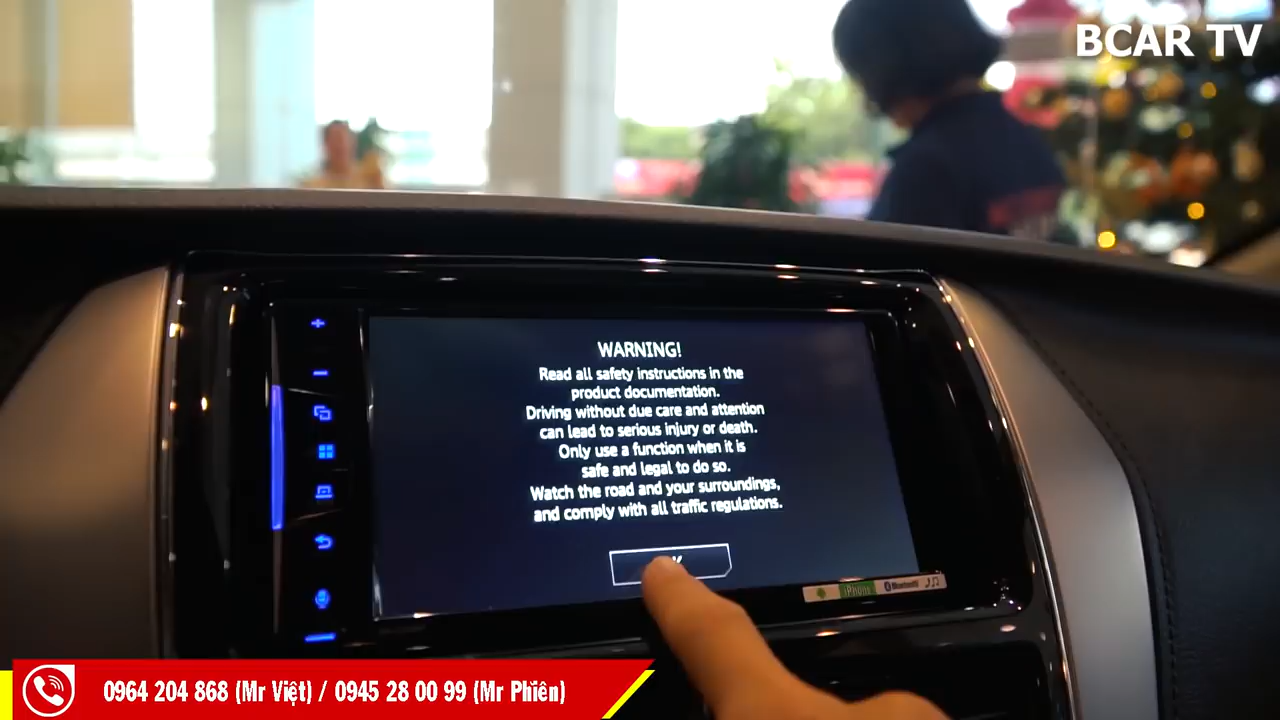 BCAR TV
WARNING!
Read all safety instructions in the
product documentation.
Driving without due care and attention
can lead to serious injury or death.
Only use a function when it is
safe and legal to do so.
Watch the road and your surroundings,
and comply with all traffic regulations.
iPhone
Bluetooth
0964 204 868 (Mr Việt) / 0945 28 00 99 (Mr Phiên)